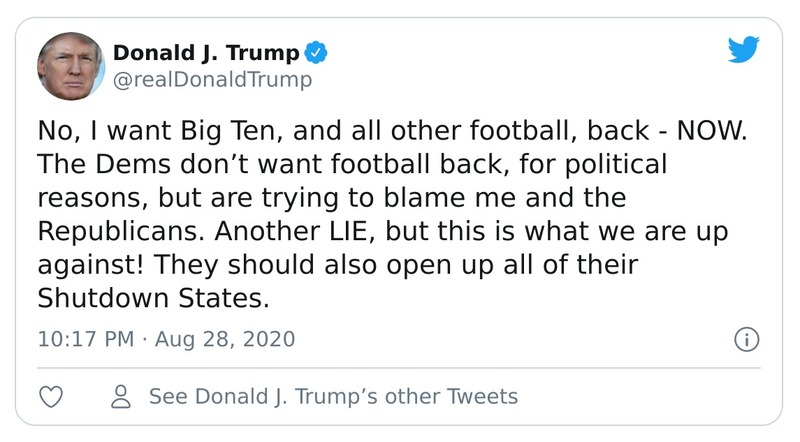 Donald J. Trump
@realDonaldTrump
No, I want Big Ten, and all other football, back - NOW.
The Dems don’t want football back, for political
reasons, but are trying to blame me and the
Republicans. Another LIE, but this is what we are up
against! They should also open up all of their
Shutdown States.
10:17 PM · Aug 28, 2020
See Donald J. Trump’s other Tweets